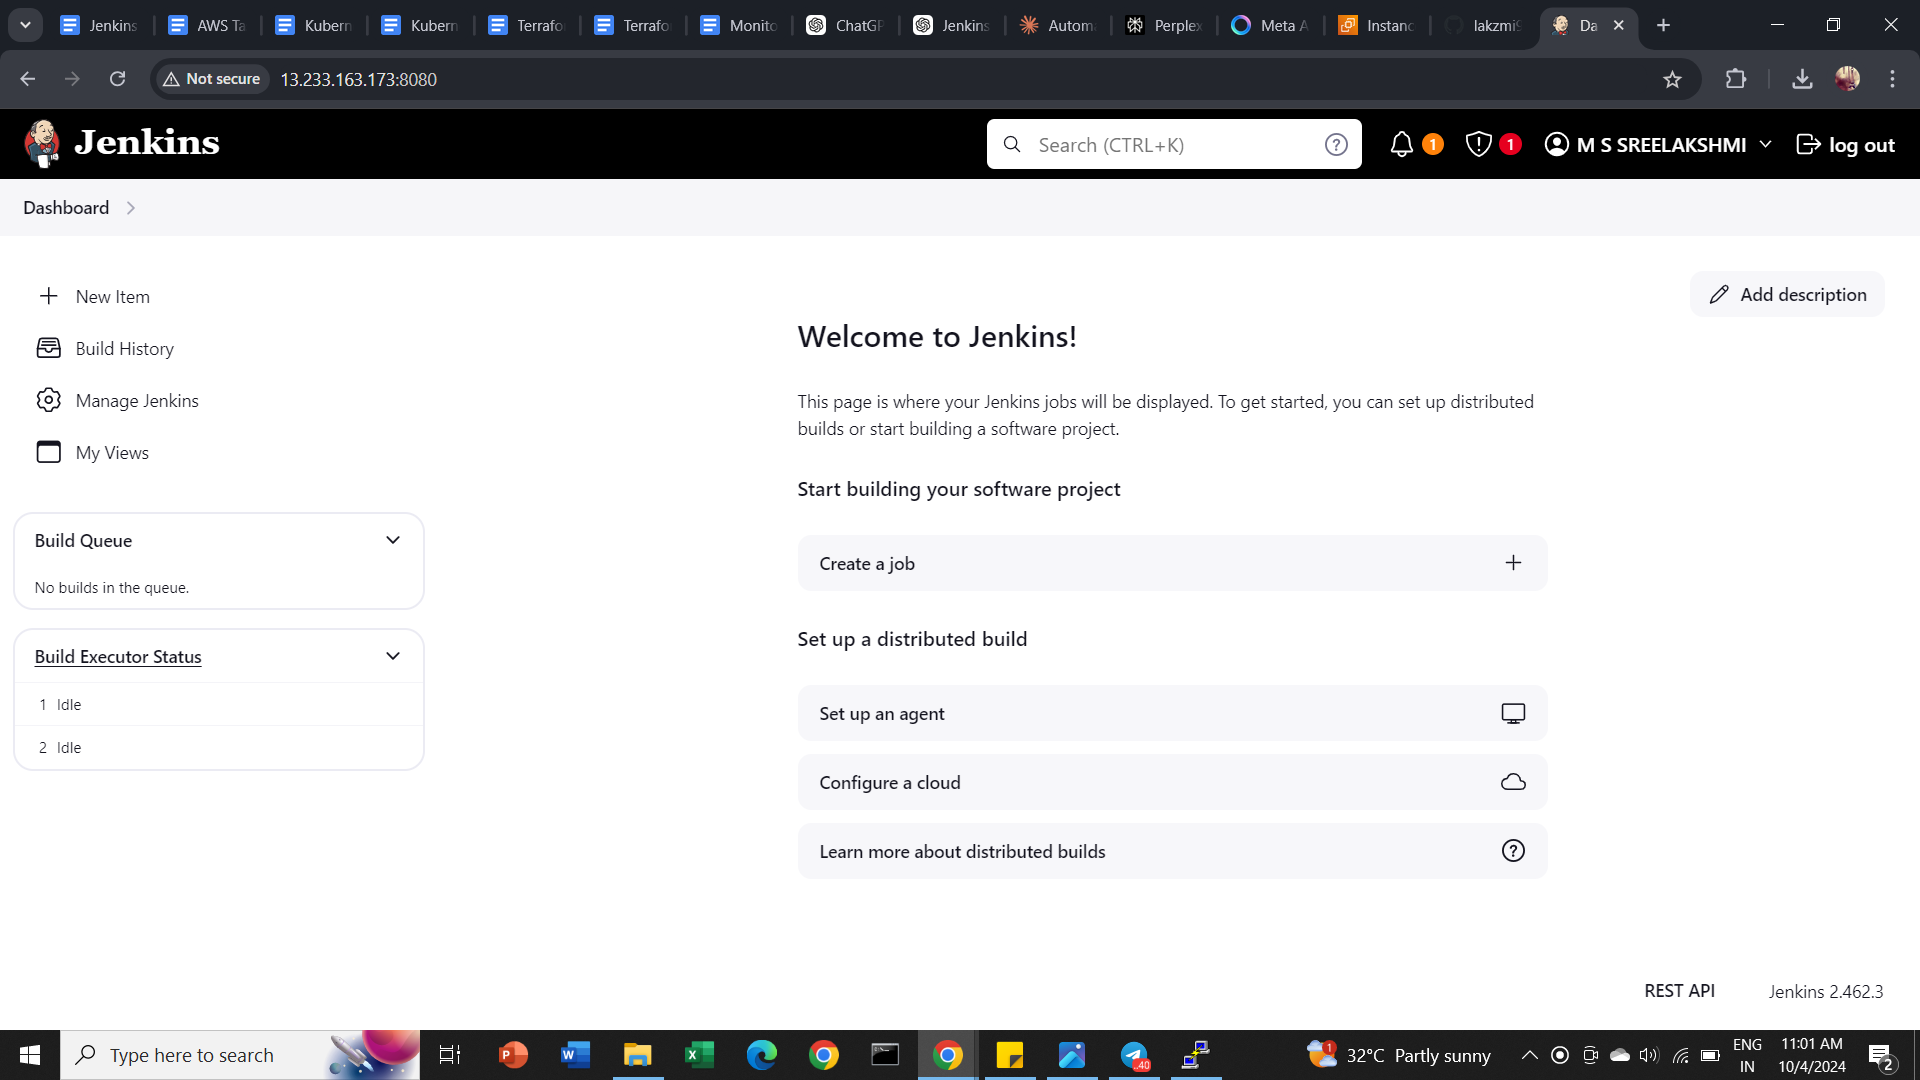 Jenkins
AWS Ta
Kubern
Kubern
Terrafo
Terrafo
Monito
ChatGP
Jenkins
Autom
Perplex
Meta A
Instanc
lakzmi9
Da
Not secure
13.233.163.173:8080
Jenkins
Search (CTRL+K)
1
1
M S SREELAKSHMI
log out
Dashboard
New Item
Build History
Manage Jenkins
My Views
Build Queue
No builds in the queue.
Build Executor Status
1 Idle
2 Idle
Add description
Welcome to Jenkins!
This page is where your Jenkins jobs will be displayed. To get started, you can set up distributed
builds or start building a software project.
Start building your software project
Create a job
Set up a distributed build
Set up an agent
Configure a cloud
Learn more about distributed builds
REST API
Jenkins 2.462.3
Type here to search
40
1
32°C Partly sunny
ENG
IN
11:01 AM
10/4/2024
2